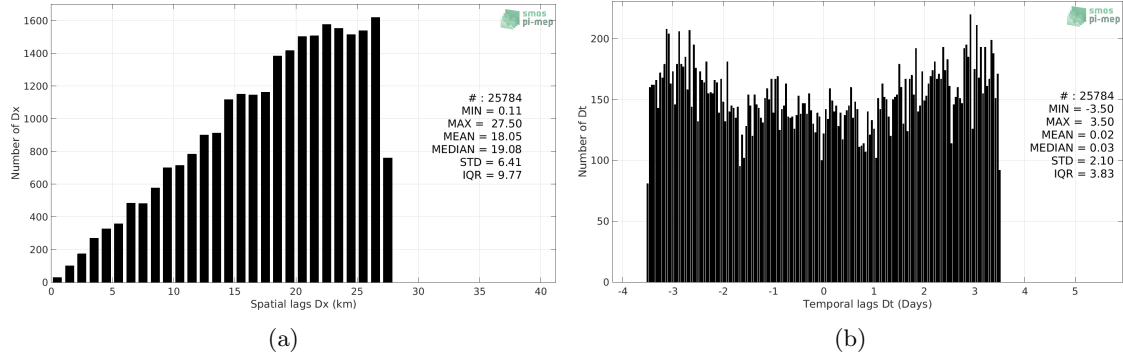 1600
1400
1200
1000
800
600
400
200
0
Number of Dx
0 5 10 15 20 25 30 35 40
Spatial lags Dx (km)
smos
pi-mep
# : 25784
MIN = 0.11
MAX = 27.50
MEAN = 18.05
MEDIAN = 19.08
STD = 6.41
IQR = 9.77
(a)
200
150
100
50
0
Number of Dt
-4 -3 -2 -1 0 1 2 3 4 5
Temporal lags Dt (Days)
smos
pi-mep
# : 25784
MIN = -3.50
MAX = 3.50
MEAN = 0.02
MEDIAN = 0.03
STD = 2.10
IQR = 3.83
(b)